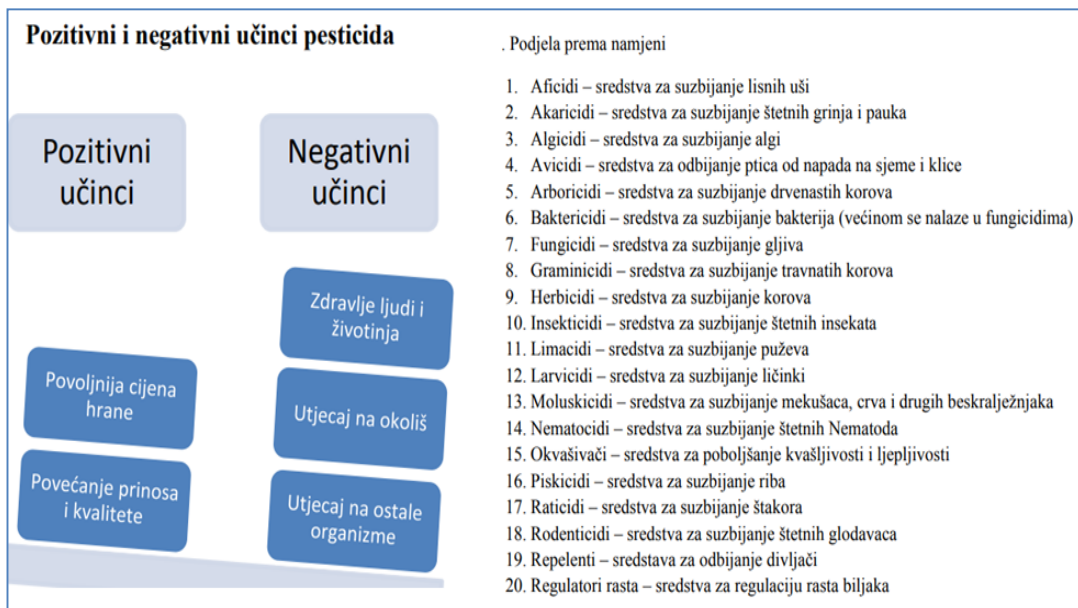 Pozitivni i negativni učinci pesticida
Pozitivni
učinci
Negativni
učinci
Zdravlje ljudi i
životinja
Povoljnija cijena
hrane
Utjecaj na okoliš
Povećanje prinosa
i kvalitete
Utjecaj na ostale
organizme
. Podjela prema namjeni
1. Aficidi – sredstva za suzbijanje lisnih uši
2. Akaricidi – sredstva za suzbijanje štetnih grinja i pauka
3. Algicidi – sredstva za suzbijanje algi
4. Avicidi – sredstva za odbijanje ptica od napada na sjeme i klice
5. Arboricidi – sredstva za suzbijanje drvenastih korova
6. Baktericidi – sredstva za suzbijanje bakterija (većinom se nalaze u fungicidima)
7. Fungicidi – sredstva za suzbijanje gljiva
8. Graminicidi – sredstva za suzbijanje travnatih korova
9. Herbicidi – sredstva za suzbijanje korova
10. Insekticidi – sredstva za suzbijanje štetnih insekata
11. Limacidi – sredstva za suzbijanje puževa
12. Larvicidi – sredstva za suzbijanje ličinki
13. Moluskicidi – sredstva za suzbijanje mekušaca, crva i drugih beskralježnjaka
14. Nematocidi – sredstva za suzbijanje štetnih Nematoda
15. Okvašivači – sredstva za poboljšanje kvašljivosti i ljepljivosti
16. Piskicidi – sredstva za suzbijanje riba
17. Raticidi – sredstva za suzbijanje štakora
18. Rodenticidi – sredstva za suzbijanje štetnih glodavaca
19. Repelenti – sredstava za odbijanje divljači
20. Regulatori rasta – sredstva za regulaciju rasta biljaka